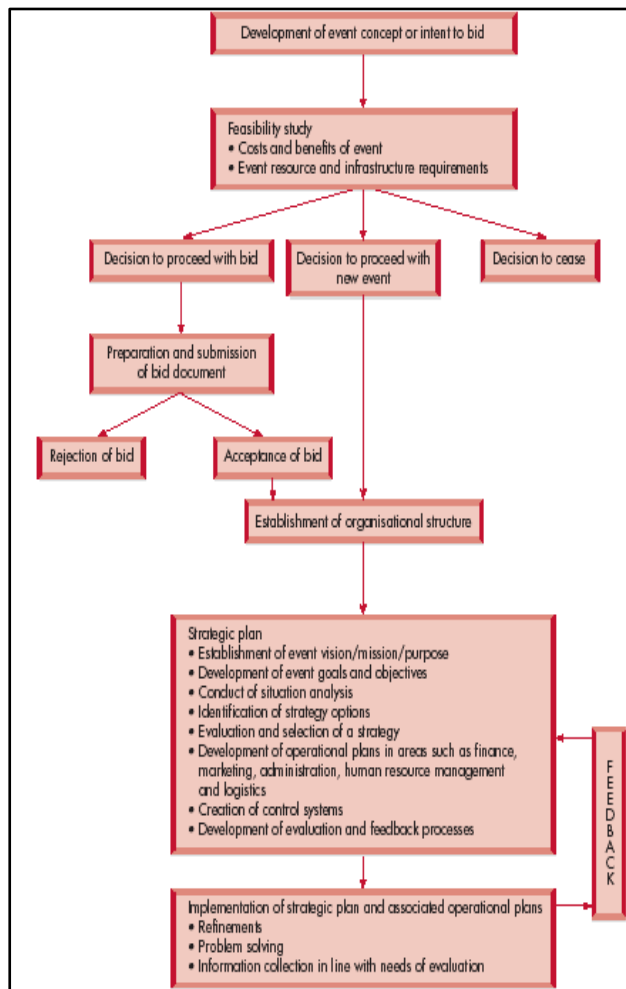 Development of event concept or intent to bid
Feasibility study
• Costs and benefits of event
• Event resource and infrastructure requirements
Decision to proceed with bid
Decision to proceed with
new event
Decision to cease
Preparation and submission
of bid document
Rejection of bid
Acceptance of bid
Establishment of organisational structure
Strategic plan
• Establishment of event vision/mission/purpose
• Development of event goals and objectives
• Conduct of situation analysis
• Identification of strategy options
• Evaluation and selection of a strategy
• Development of operational plans in areas such as finance,
marketing, administration, human resource management
and logistics
• Creation of control systems
• Development of evaluation and feedback processes
FEEDBACK
Implementation of strategic plan and associated operational plans
• Refinements
• Problem solving
• Information collection in line with needs of evaluation